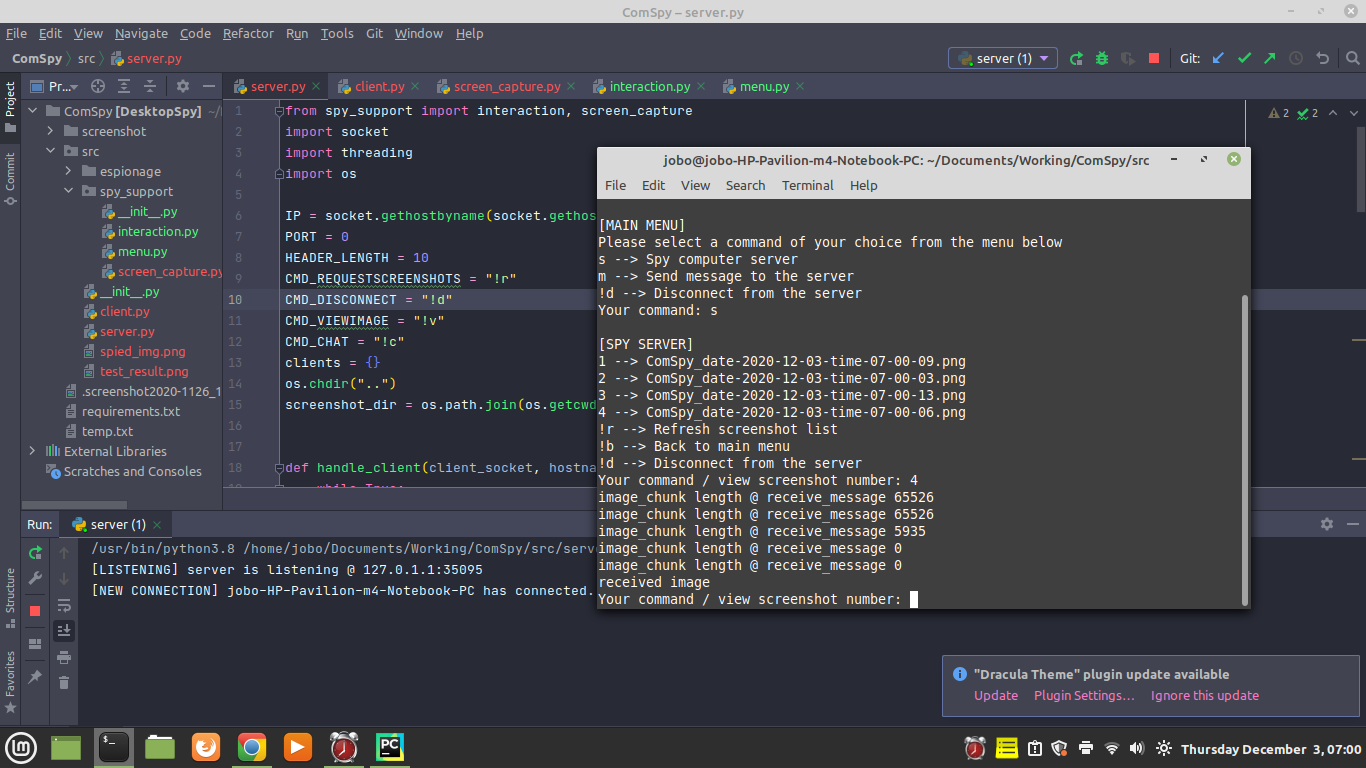 ComSpy – server.py
File Edit View Navigate Code Refactor Run Tools Git Window Help
ComSpy src server.py
server (1) Git:
Project
Commit
Structure
Favorites
Pr...
server.py client.py screen_capture.py interaction.py menu.py
ComSpy [DesktopSpy]
screenshot
src
espionage
spy_support
__init__.py
interaction.py
menu.py
screen_capture.py
__init__.py
client.py
server.py
spied_img.png
test_result.png
.screenshot2020-1126_1
requirements.txt
temp.txt
External Libraries
Scratches and Consoles
2 2
1 from spy_support import interaction, screen_capture
2 import socket
3 import threading
4 import os
5
6 IP = socket.gethostbyname(socket.gethos
7 PORT = 0
8 HEADER_LENGTH = 10
9 CMD_REQUESTSCREENSHOTS = "!r"
10 CMD_DISCONNECT = "!d"
11 CMD_VIEWIMAGE = "!v"
12 CMD_CHAT = "!c"
13 clients = {}
14 os.chdir("..")
15 screenshot_dir = os.path.join(os.getcwd
16
17
18 def handle_client(client_socket, hostna
while True:
jobo@jobo-HP-Pavilion-m4-Notebook-PC: ~/Documents/Working/ComSpy/src
File Edit View Search Terminal Help
[MAIN MENU]
Please select a command of your choice from the menu below
s --> Spy computer server
m --> Send message to the server
!d --> Disconnect from the server
Your command: s
[SPY SERVER]
1 --> ComSpy_date-2020-12-03-time-07-00-09.png
2 --> ComSpy_date-2020-12-03-time-07-00-03.png
3 --> ComSpy_date-2020-12-03-time-07-00-13.png
4 --> ComSpy_date-2020-12-03-time-07-00-06.png
!r --> Refresh screenshot list
!b --> Back to main menu
!d --> Disconnect from the server
Your command / view screenshot number: 4
image_chunk length @ receive_message 65526
image_chunk length @ receive_message 65526
image_chunk length @ receive_message 5935
image_chunk length @ receive_message 0
image_chunk length @ receive_message 0
received image
Your command / view screenshot number:
Run: server (1)
/usr/bin/python3.8 /home/jobo/Documents/Working/ComSpy/src/serv
[LISTENING] server is listening @ 127.0.1.1:35095
[NEW CONNECTION] jobo-HP-Pavilion-m4-Notebook-PC has connected.
"Dracula Theme" plugin update available
Update Plugin Settings... Ignore this update
PC
Thursday December 3, 07:00